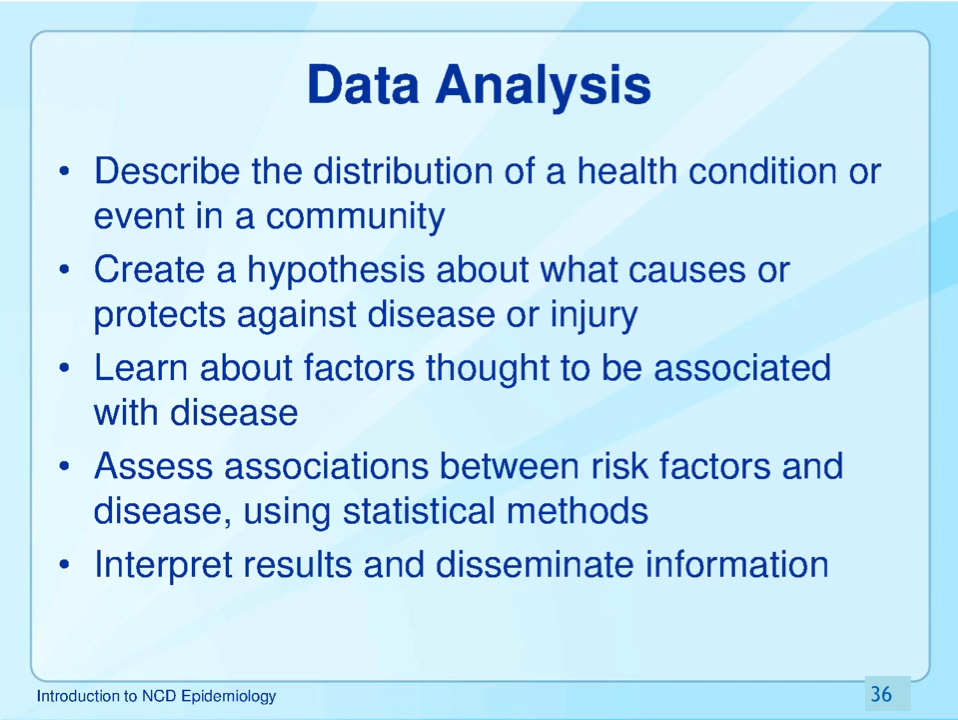 Data Analysis
• Describe the distribution of a health condition or
event in a community
• Create a hypothesis about what causes or
protects against disease or injury
• Learn about factors thought to be associated
with disease
• Assess associations between risk factors and
disease, using statistical methods
• Interpret results and disseminate information
Introduction to NCD Epidemiology
36